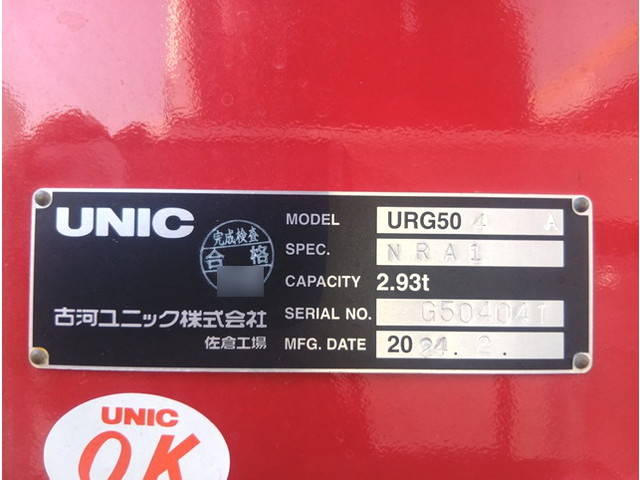 UNIC
完成検査
合格
古河ユニック株式会社
佐倉工場
MODEL URG504 A
SPEC. NRA1
CAPACITY 2.93t
SERIAL NO. G504041
MFG. DATE 2024. 2.
UNIC
OK